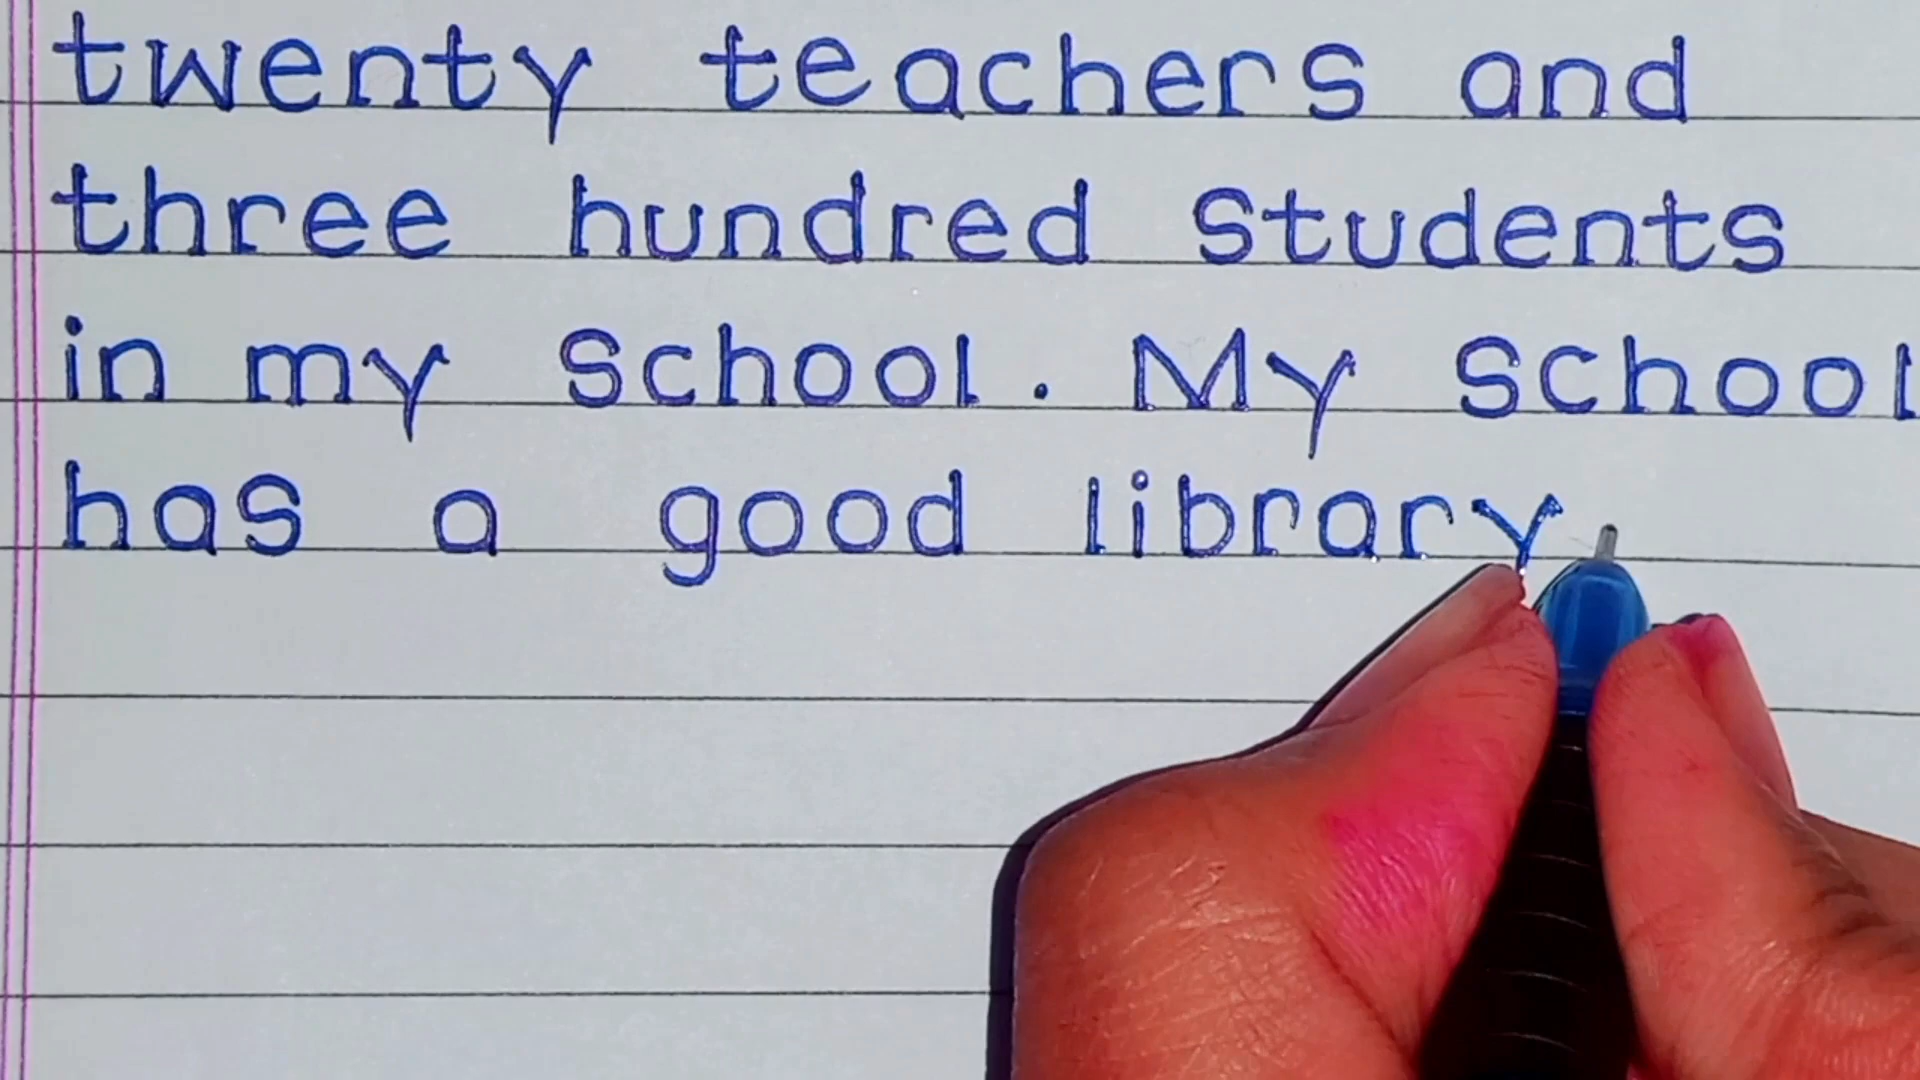 twenty teachers and
three hundred students
in my school. My school
has a good library